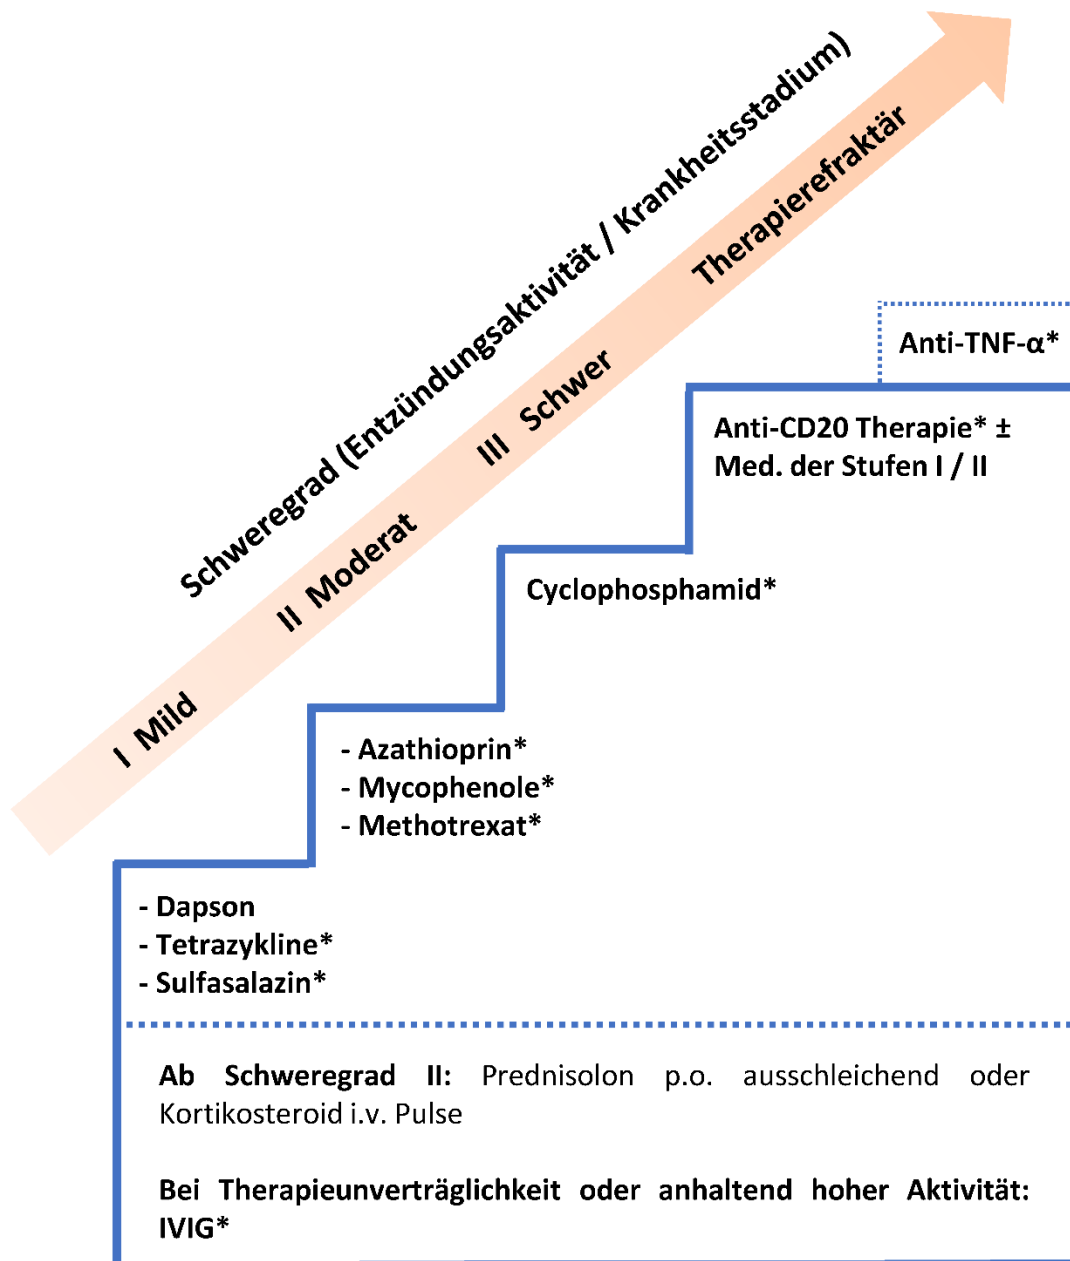 Schweregrad (Entzündungsaktivität / Krankheitsstadium)
I Mild
II Moderat
III Schwer
Therapierefraktär
Anti-TNF-α*
Anti-CD20 Therapie* ±
Med. der Stufen I / II
Cyclophosphamid*
- Azathioprin*
- Mycophenole*
- Methotrexat*
- Dapson
- Tetrazykline*
- Sulfasalazin*
Ab Schweregrad II: Prednisolon p.o. ausschleichend oder
Kortikosteroid i.v. Pulse
Bei Therapieunverträglichkeit oder anhaltend hoher Aktivität:
IVIG*